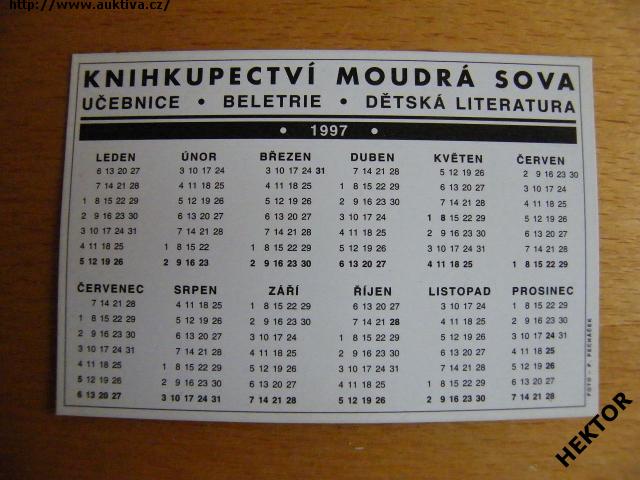 http://www.auktiva.cz/
KNIHKUPECTVÍ MOUDRÁ SOVA
UČEBNICE • BELETRIE • DĚTSKÁ LITERATURA
• 1997 •
LEDEN ÚNOR BŘEZEN DUBEN KVĚTEN ČERVEN
6 13 20 27 3 10 17 24 3 10 17 24 31 7 14 21 28 5 12 19 26 2 9 16 23 30
7 14 21 28 4 11 18 25 4 11 18 25 1 8 15 22 29 6 13 20 27 3 10 17 24
1 8 15 22 29 5 12 19 26 5 12 19 26 2 9 16 23 30 7 14 21 28 4 11 18 25
2 9 16 23 30 6 13 20 27 6 13 20 27 3 10 17 24 1 8 15 22 29 5 12 19 26
3 10 17 24 31 7 14 21 28 7 14 21 28 4 11 18 25 2 9 16 23 30 6 13 20 27
4 11 18 25 1 8 15 22 1 8 15 22 29 5 12 19 26 3 10 17 24 31 7 14 21 28
5 12 19 26 2 9 16 23 2 9 16 23 30 6 13 20 27 4 11 18 25 1 8 15 22 29
ČERVENEC SRPEN ZÁŘÍ ŘÍJEN LISTOPAD PROSINEC
7 14 21 28 4 11 18 25 1 8 15 22 29 6 13 20 27 3 10 17 24 1 8 15 22 29
1 8 15 22 29 5 12 19 26 2 9 16 23 30 7 14 21 28 4 11 18 25 2 9 16 23 30
2 9 16 23 30 6 13 20 27 3 10 17 24 1 8 15 22 29 5 12 19 26 3 10 17 24 31
3 10 17 24 31 7 14 21 28 4 11 18 25 2 9 16 23 30 6 13 20 27 4 11 18 25
4 11 18 25 1 8 15 22 29 5 12 19 26 3 10 17 24 31 7 14 21 28 5 12 19 26
5 12 19 26 2 9 16 23 30 6 13 20 27 4 11 18 25 1 8 15 22 29 6 13 20 27
6 13 20 27 3 10 17 24 31 7 14 21 28 5 12 19 26 2 9 16 23 30 7 14 21 28
FOTO – P. PECHÁČEK
HEKTOR